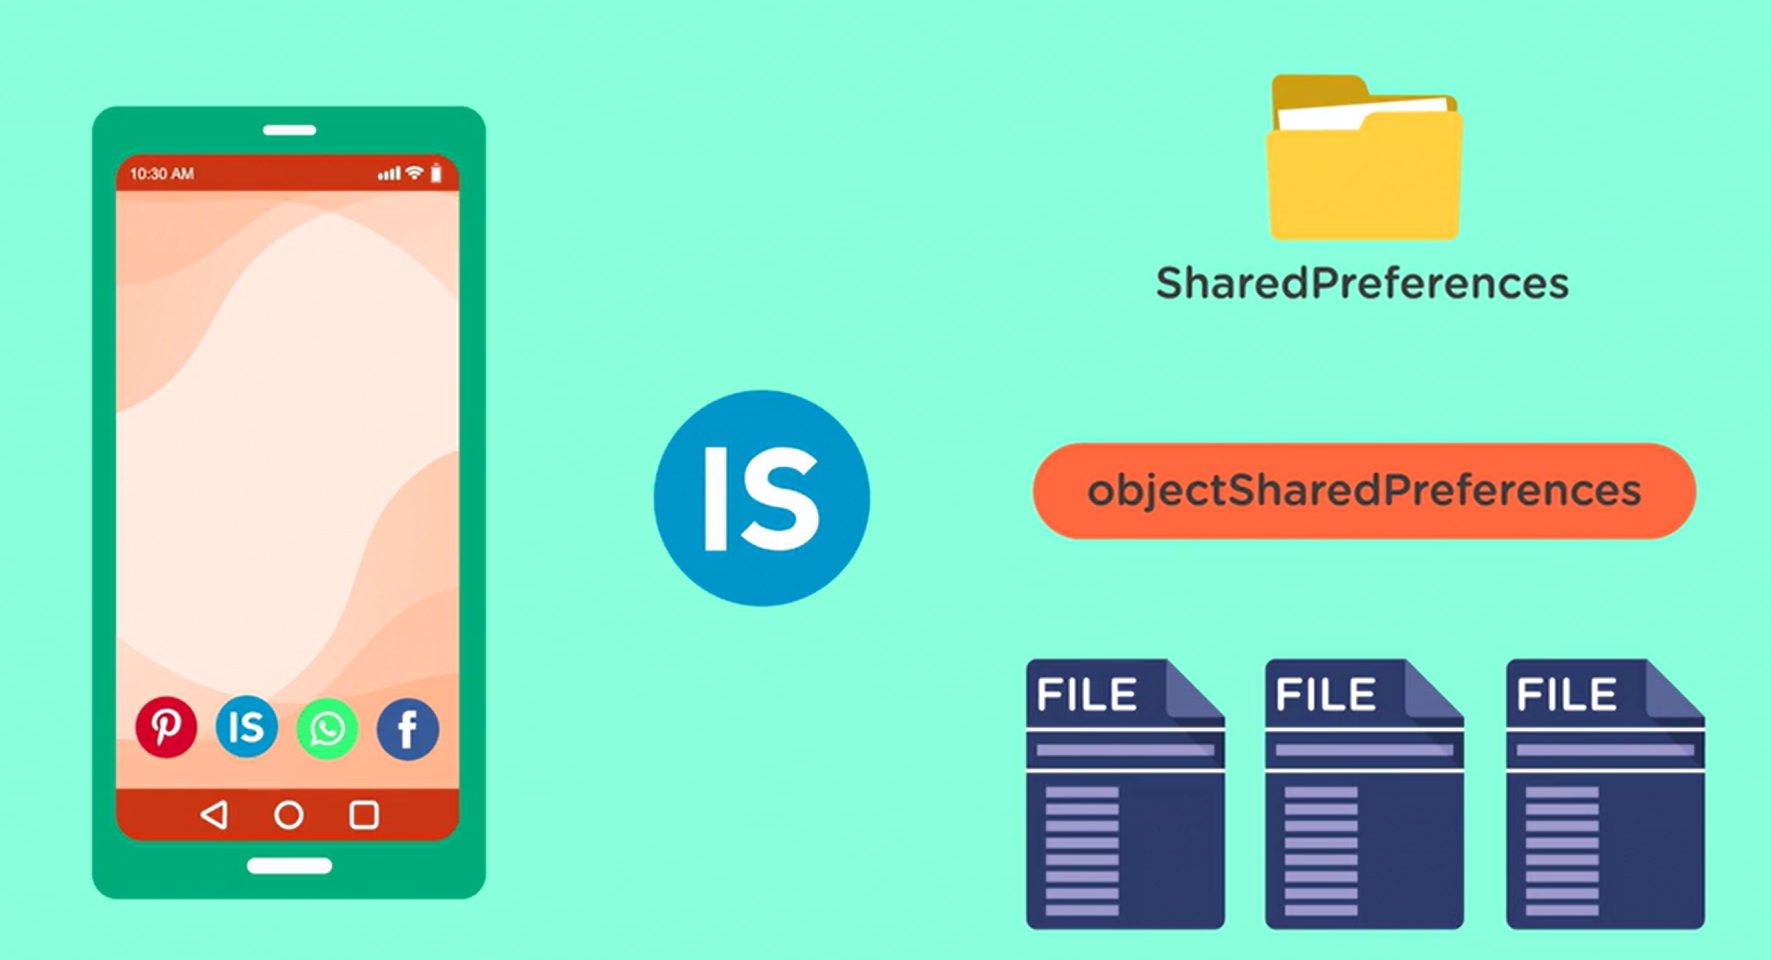 10:30 AM
IS
IS
SharedPreferences
objectSharedPreferences
FILE FILE FILE